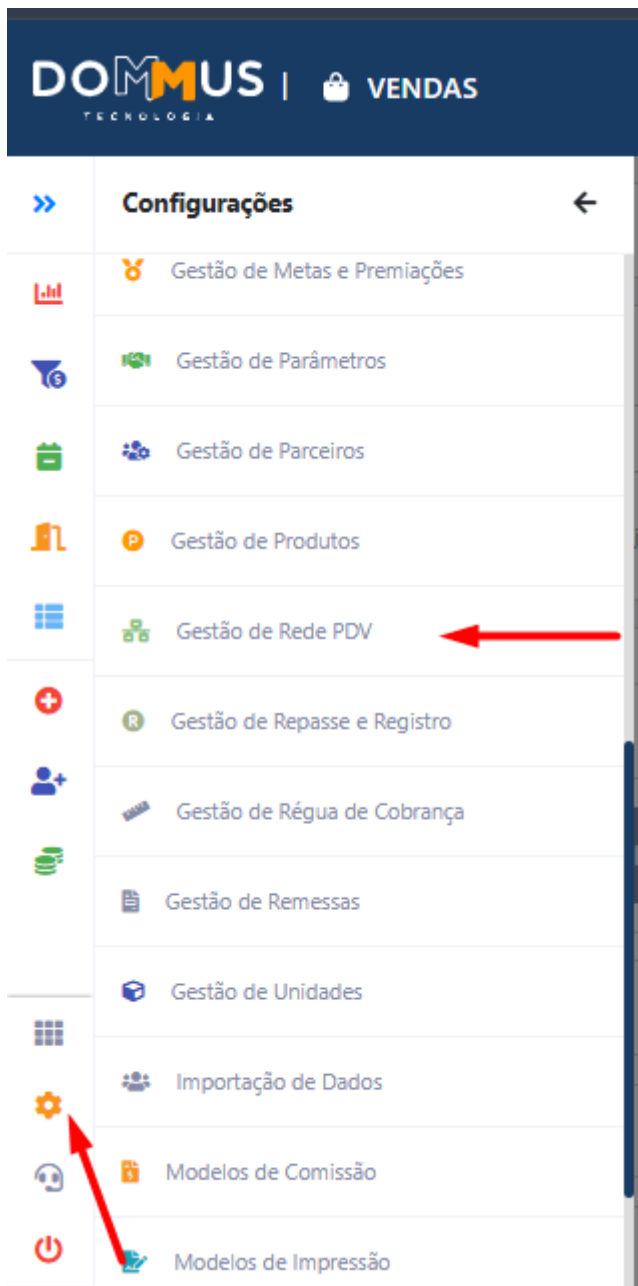 DOMMUS | VENDAS
TECNOLOGIA
Configurações
Gestão de Metas e Premiações
Gestão de Parâmetros
Gestão de Parceiros
P Gestão de Produtos
Gestão de Rede PDV
R Gestão de Repasse e Registro
Gestão de Régua de Cobrança
Gestão de Remessas
Gestão de Unidades
Importação de Dados
Modelos de Comissão
Modelos de Impressão